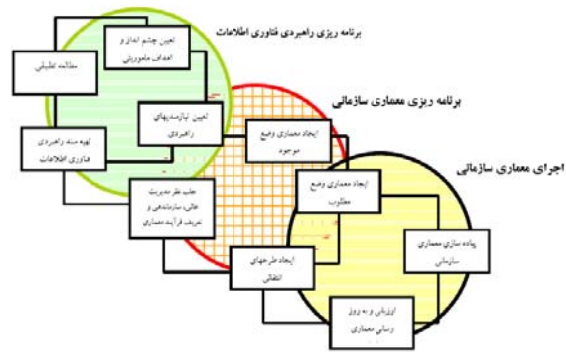 برنامه ریزی راهبردی فناوری اطلاعات
تعیین چشم انداز و
اهداف ماموریتی
مطالعه تطبیقی
تعیین نیازمندیهای
راهبردی
تهیه سند راهبردی
فناوری اطلاعات
برنامه ریزی معماری سازمانی
ایجاد معماری وضع
موجود
جلب نظر مدیریت
عالی، سازماندهی و
تعریف فرآیند معماری
ایجاد طرحهای
انتقالی
اجرای معماری سازمانی
ایجاد معماری وضع
مطلوب
پیاده سازی معماری
سازمانی
ارزیابی و به روز
رسانی معماری